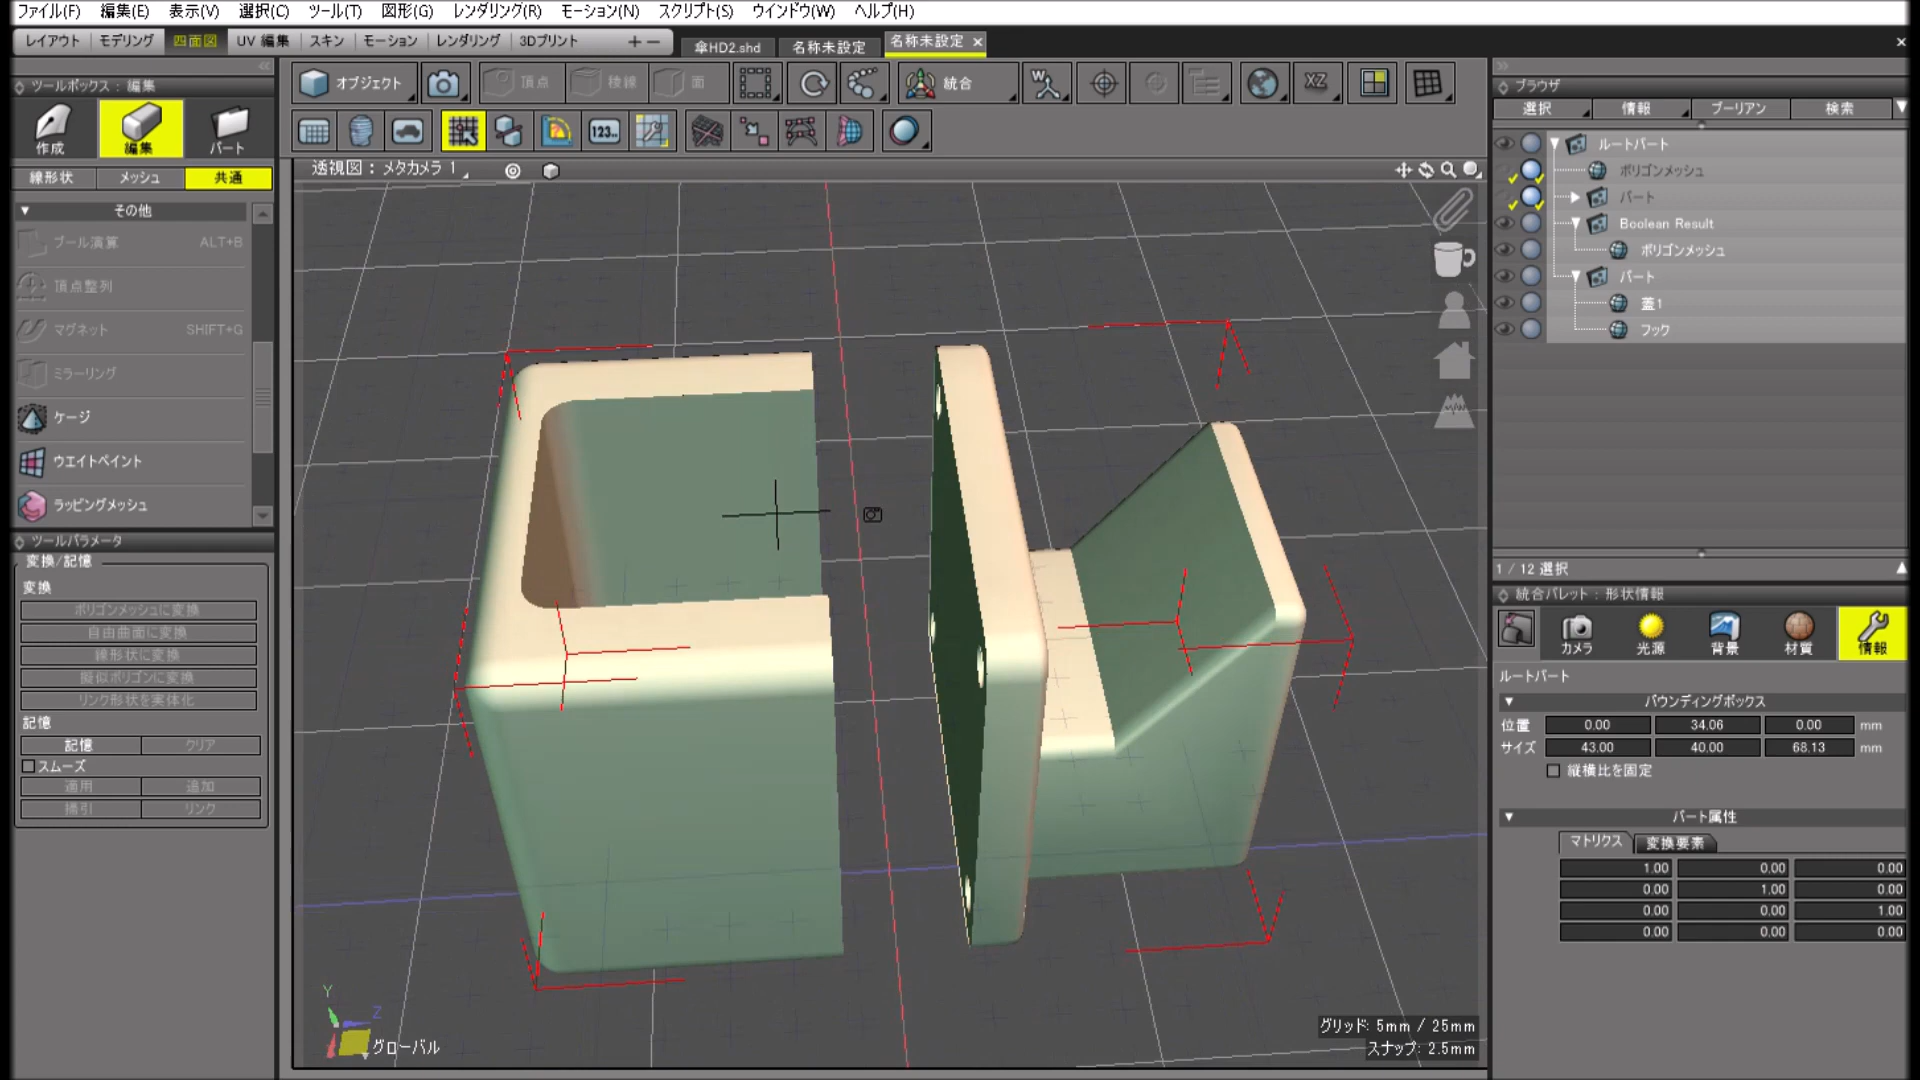 ファイル(F) 編集(E) 表示(V) 選択(C) ツール(T) 図形(G) レンダリング(R) モーション(N) スクリプト(S) ウインドウ(W) ヘルプ(H)
レイアウト モデリング 四面図 UV 編集 スキン モーション レンダリング 3Dプリント
傘HD2.shd 名称未設定 名称未設定
ツールボックス : 編集
作成 編集 パート
線形状 メッシュ 共通
その他
ブール演算 ALT+B
頂点整列
マグネット SHIFT+G
ミラーリング
ケージ
ウエイトペイント
ラッピングメッシュ
ツールパラメータ
変換/記憶
変換
ポリゴンメッシュに変換
自由曲面に変換
線形状に変換
擬似ポリゴンに変換
リンク形状を実体化
記憶
記憶 クリア
スムーズ
適用 追加
掃引 リンク
オブジェクト 頂点 稜線 面 統合 W XZ
123..
透視図 : メタカメラ 1
Y
Z
グローバル
グリッド: 5mm / 25mm
スナップ: 2.5mm
ブラウザ
選択 情報 ブーリアン 検索
ルートパート
ポリゴンメッシュ
パート
Boolean Result
ポリゴンメッシュ
パート
蓋1
フック
1 / 12 選択
統合パレット : 形状情報
カメラ 光源 背景 材質 情報
ルートパート
バウンディングボックス
位置 0.00 34.06 0.00 mm
サイズ 43.00 40.00 68.13 mm
縦横比を固定
パート属性
マトリクス 変換要素
1.00 0.00 0.00
0.00 1.00 0.00
0.00 0.00 1.00
0.00 0.00 0.00